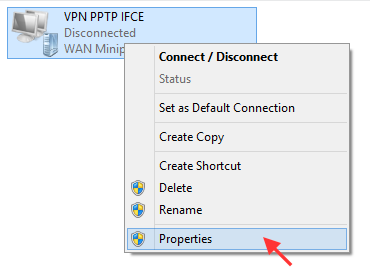 VPN PPTP IFCE
Disconnected
WAN Minip
Connect / Disconnect
Status
Set as Default Connection
Create Copy
Create Shortcut
Delete
Rename
Properties